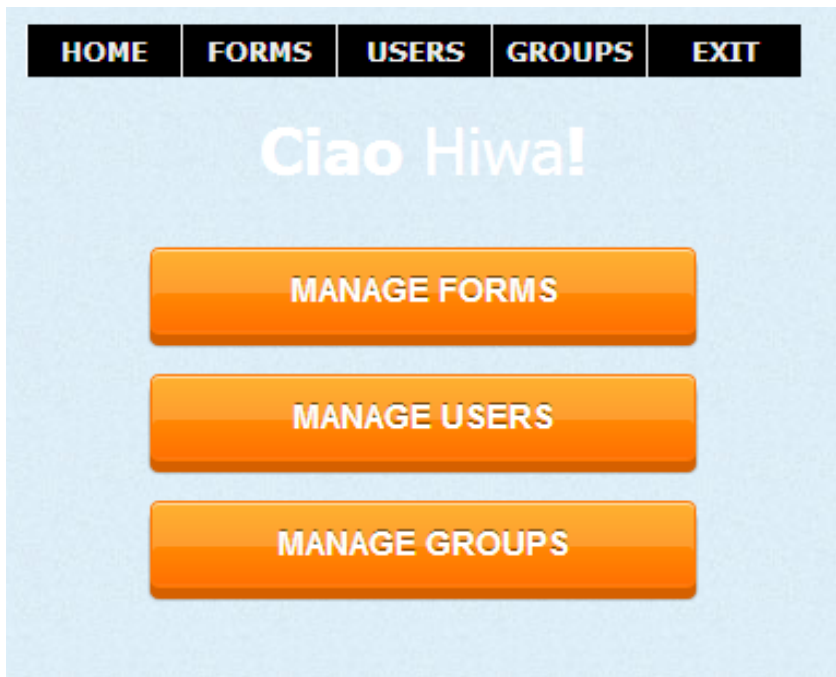 HOME FORMS USERS GROUPS EXIT
Ciao Hiwa!
MANAGE FORMS
MANAGE USERS
MANAGE GROUPS